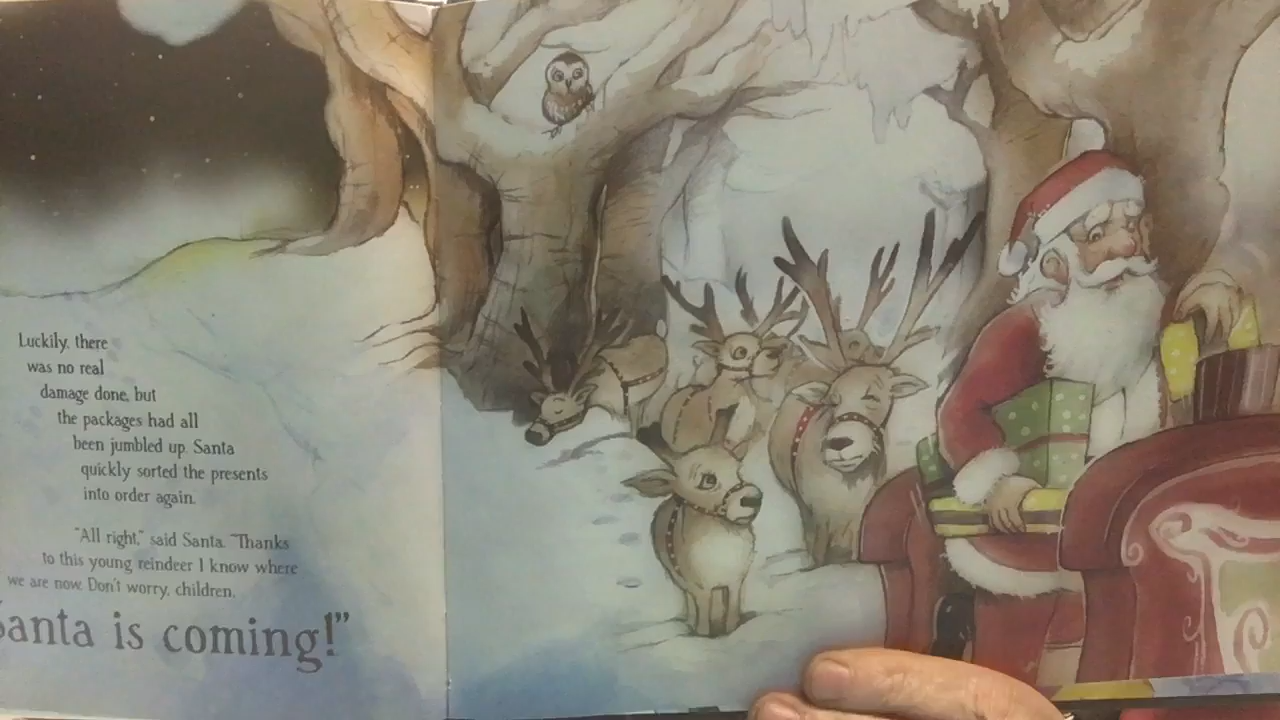 Luckily, there
was no real
damage done, but
the packages had all
been jumbled up. Santa
quickly sorted the presents
into order again.
"All right," said Santa. "Thanks
to this young reindeer I know where
we are now. Don't worry, children.
Santa is coming!"